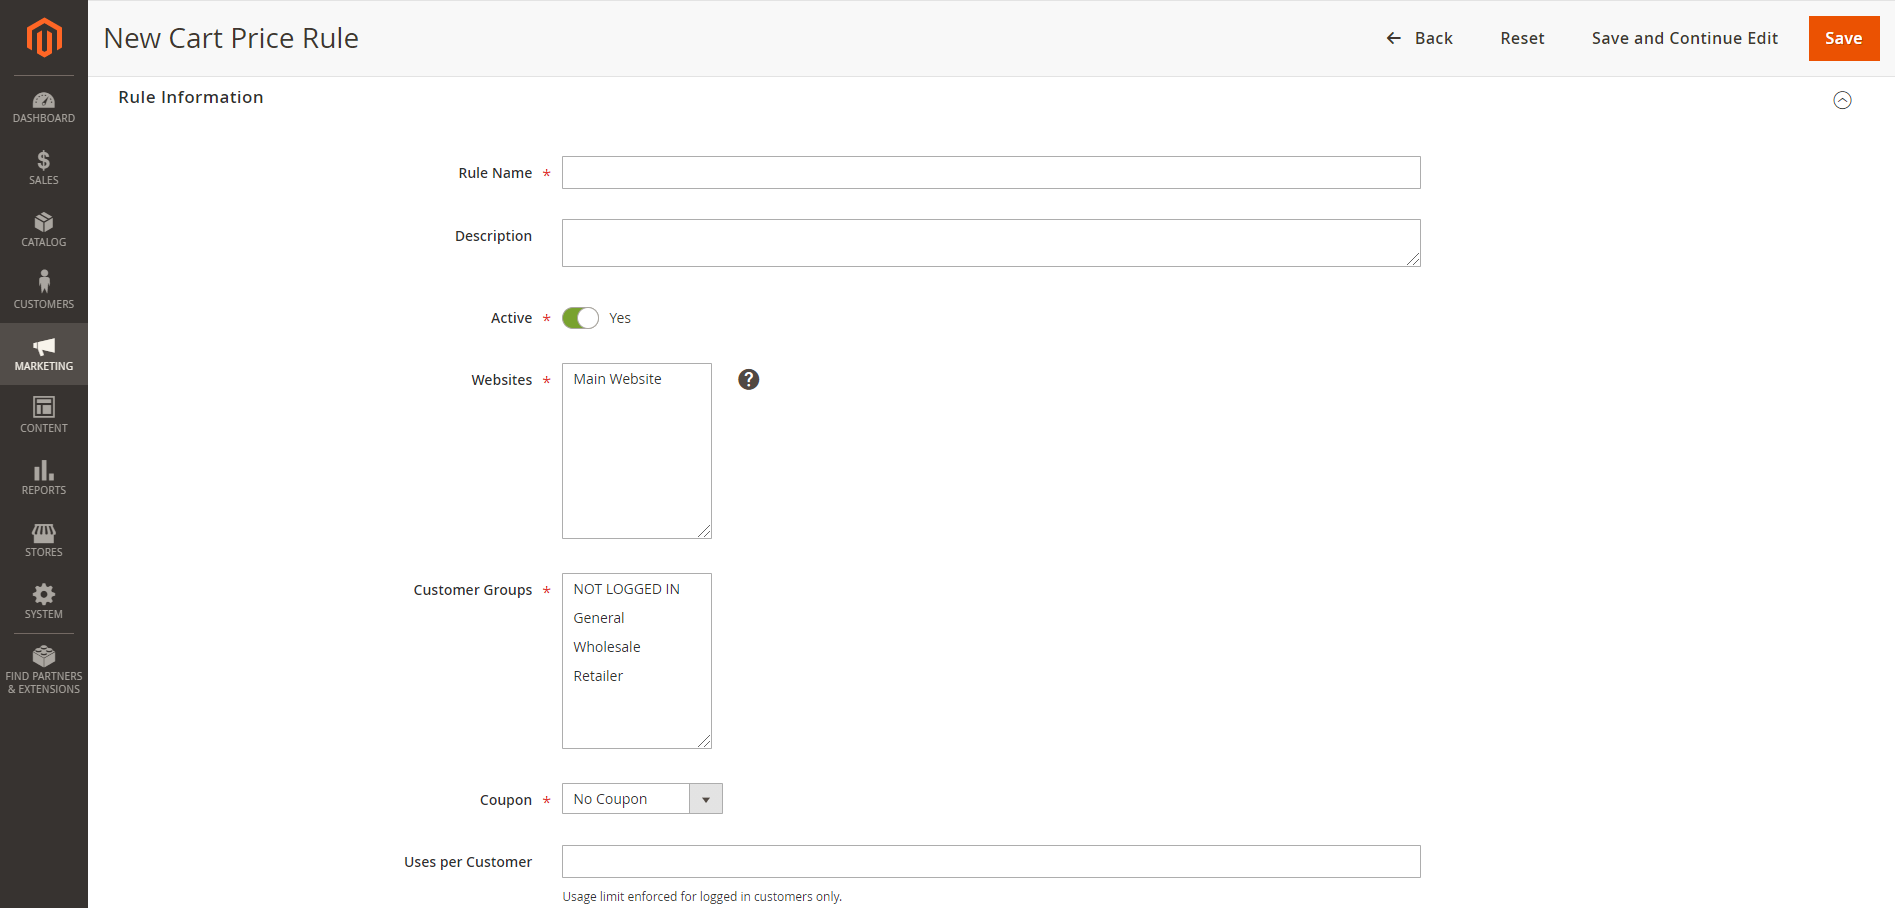 New Cart Price Rule
Back
Reset
Save and Continue Edit
Save
DASHBOARD
SALES
CATALOG
CUSTOMERS
MARKETING
CONTENT
REPORTS
STORES
SYSTEM
FIND PARTNERS
& EXTENSIONS
Rule Information
Rule Name *
Description
Active * Yes
Websites * Main Website ?
Customer Groups * NOT LOGGED IN
General
Wholesale
Retailer
Coupon * No Coupon
Uses per Customer
Usage limit enforced for logged in customers only.